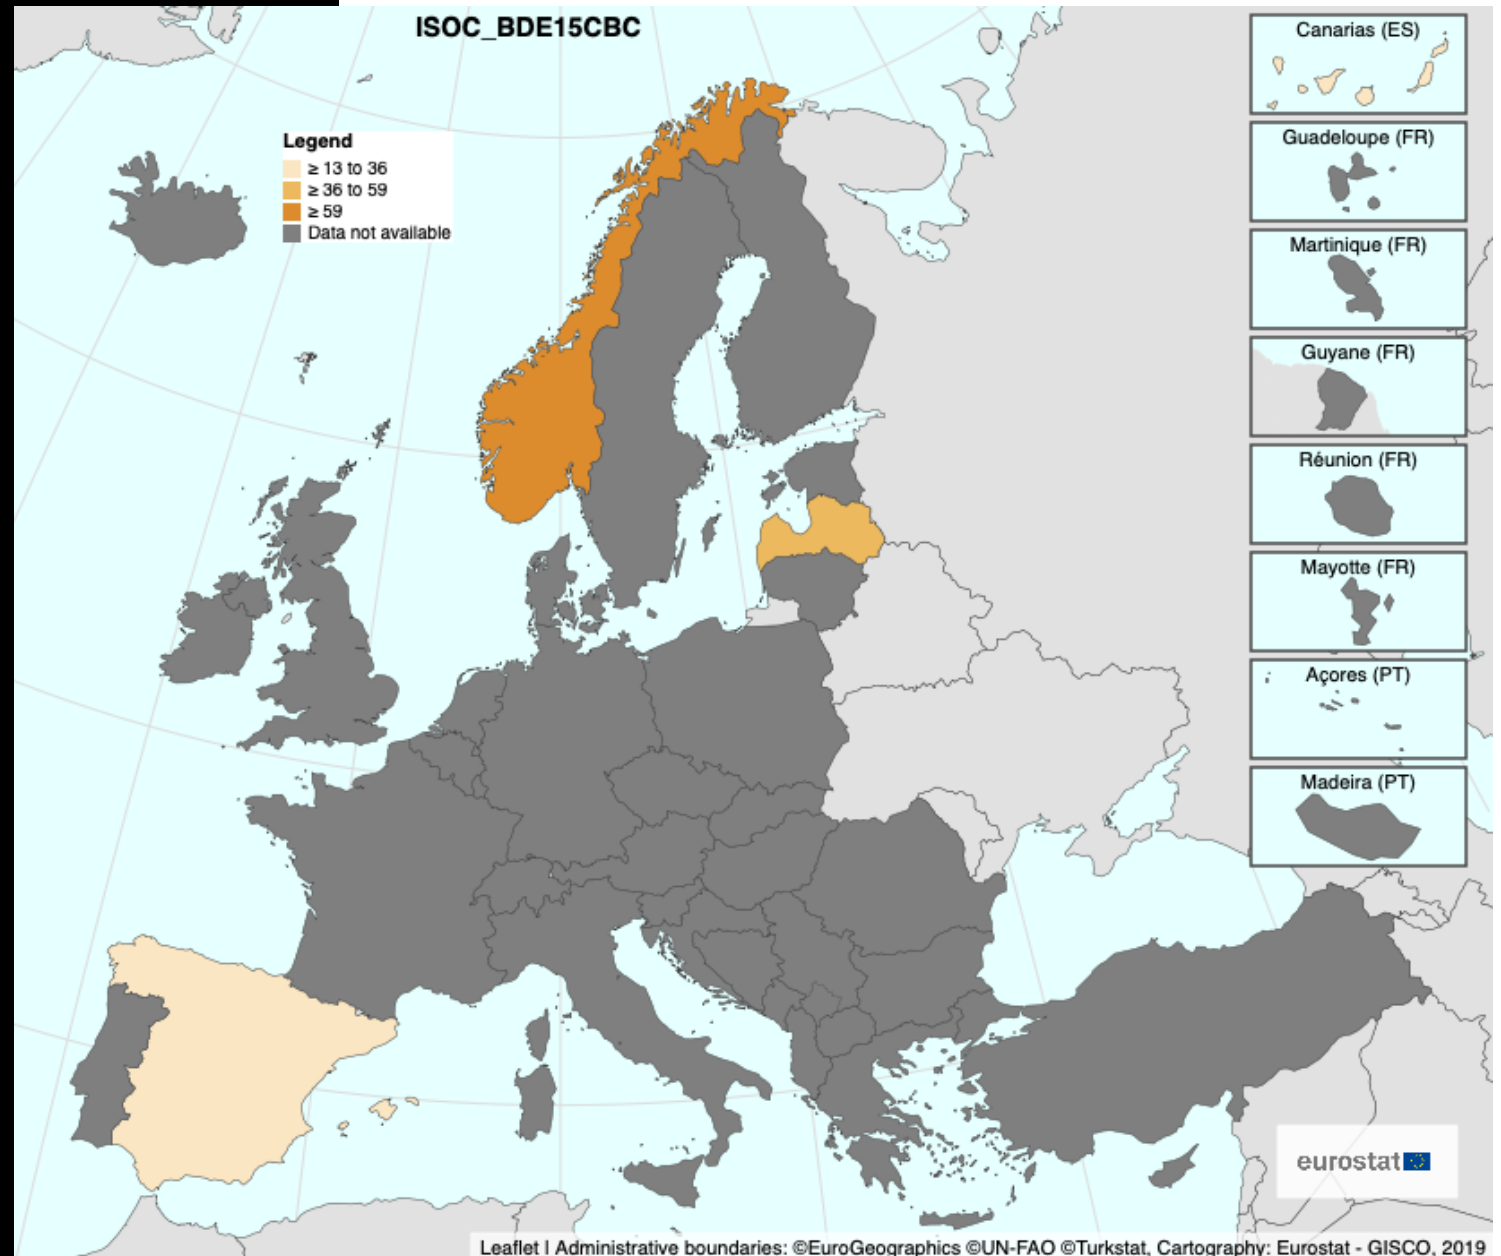 ISOC_BDE15CBC
Legend
≥ 13 to 36
≥ 36 to 59
≥ 59
Data not available
Canarias (ES)
Guadeloupe (FR)
Martinique (FR)
Guyane (FR)
Réunion (FR)
Mayotte (FR)
Açores (PT)
Madeira (PT)
eurostat
Leaflet | Administrative boundaries: ©EuroGeographics ©UN-FAO ©Turkstat, Cartography: Eurostat - GISCO, 2019